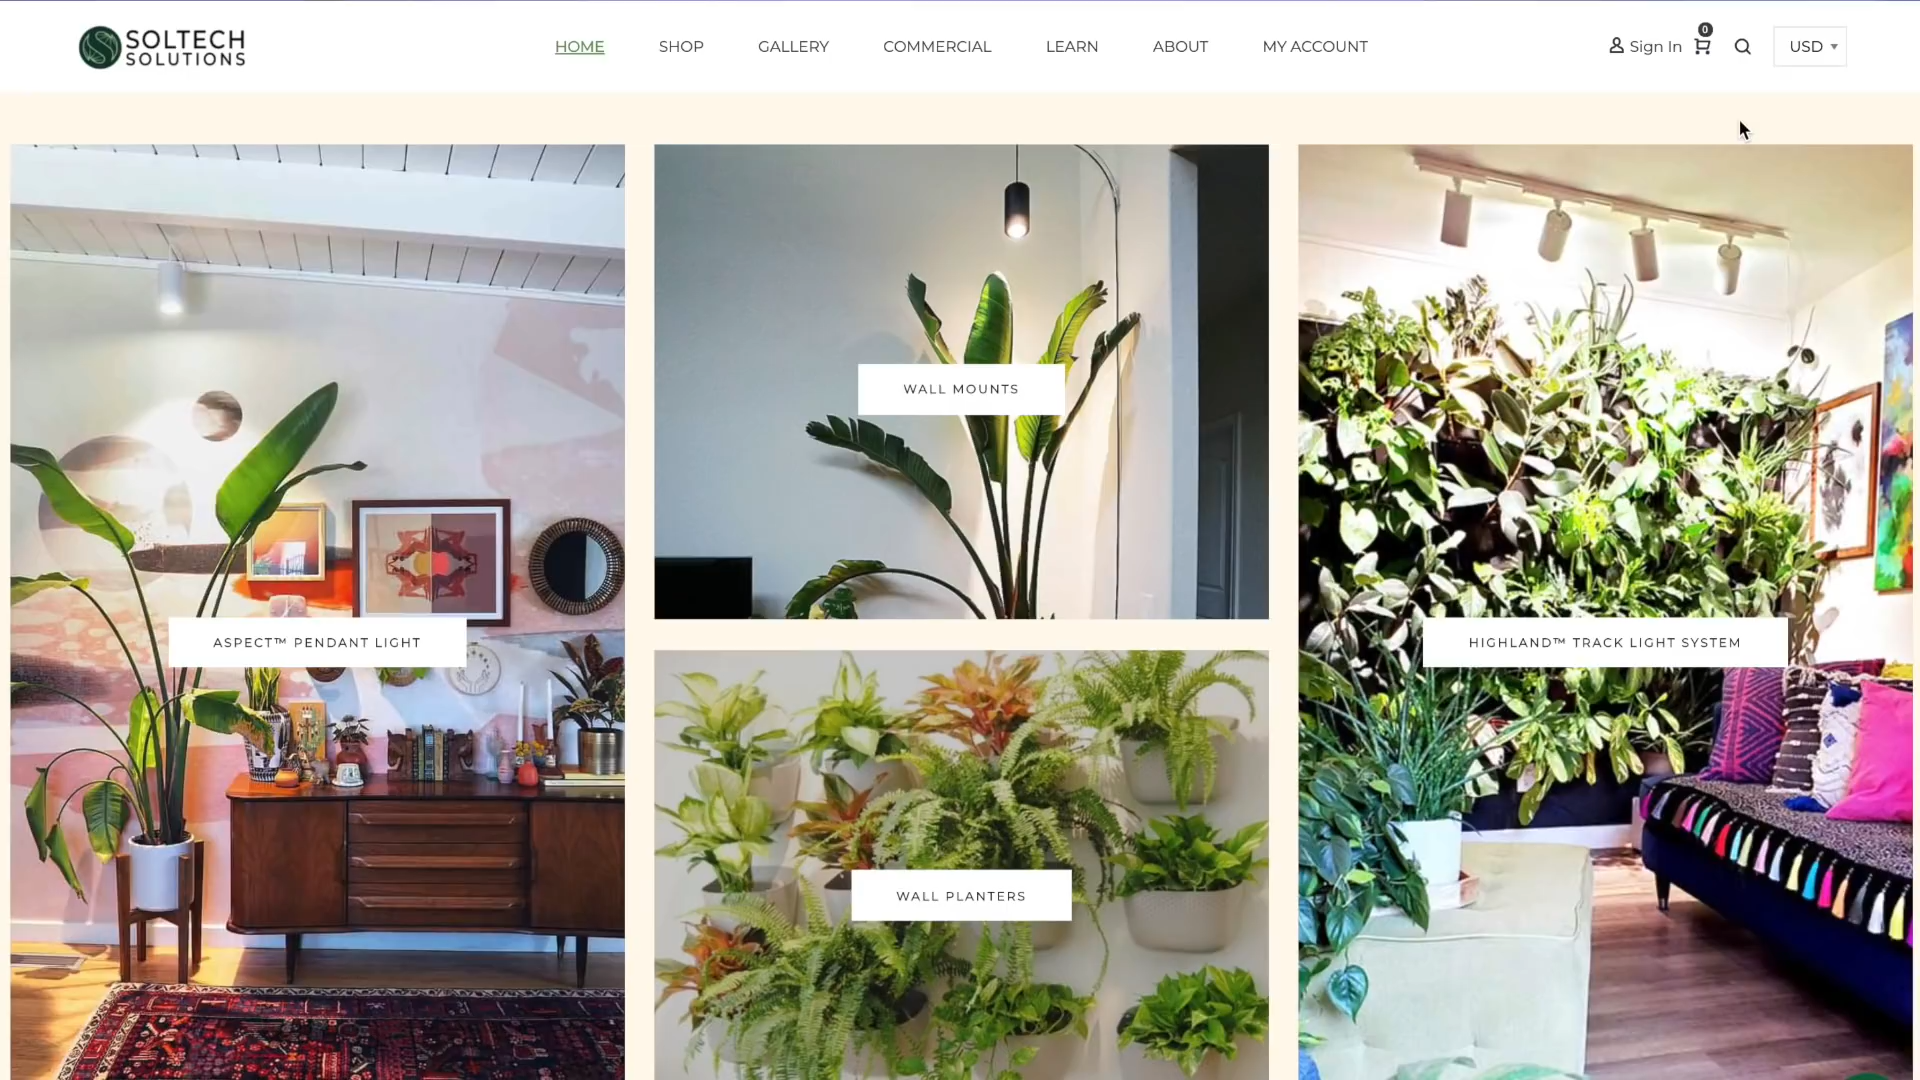 SOLTECH
SOLUTIONS
HOME SHOP GALLERY COMMERCIAL LEARN ABOUT MY ACCOUNT
Sign In 0 USD
WALL MOUNTS
ASPECT™ PENDANT LIGHT
HIGHLAND™ TRACK LIGHT SYSTEM
WALL PLANTERS